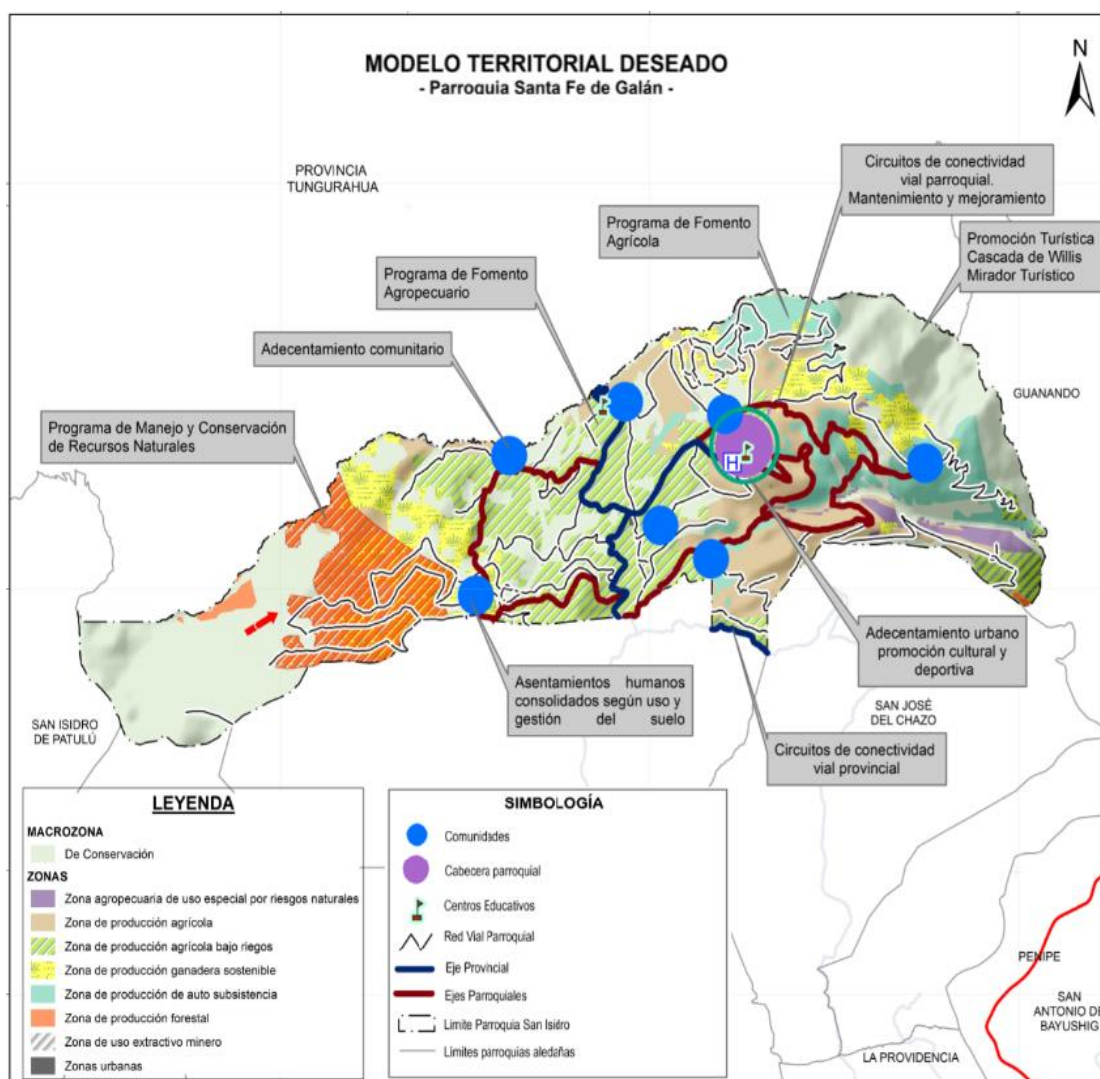 MODELO TERRITORIAL DESEADO
- Parroquia Santa Fe de Galán -
N
PROVINCIA
TUNGURAHUA
Circuitos de conectividad
vial parroquial.
Mantenimiento y mejoramiento
Programa de Fomento
Agrícola
Promoción Turística
Cascada de Willis
Mirador Turístico
Programa de Fomento
Agropecuario
Adecentamiento comunitario
GUANANDO
Programa de Manejo y Conservación
de Recursos Naturales
H
Adecentamiento urbano
promoción cultural y
deportiva
Asentamientos humanos
consolidados según uso y
gestión del suelo
SAN ISIDRO
DE PATULÚ
SAN JOSÉ
DEL CHAZO
Circuitos de conectividad
vial provincial
LEYENDA
MACROZONA
De Conservación
ZONAS
Zona agropecuaria de uso especial por riesgos naturales
Zona de producción agrícola
Zona de producción agrícola bajo riegos
Zona de producción ganadera sostenible
Zona de producción de auto subsistencia
Zona de producción forestal
Zona de uso extractivo minero
Zonas urbanas
SIMBOLOGÍA
Comunidades
Cabecera parroquial
Centros Educativos
Red Vial Parroquial
Eje Provincial
Ejes Parroquiales
Limite Parroquia San Isidro
Limites parroquias aledañas
PENIPE
SAN
ANTONIO DE
BAYUSHIG
LA PROVIDENCIA